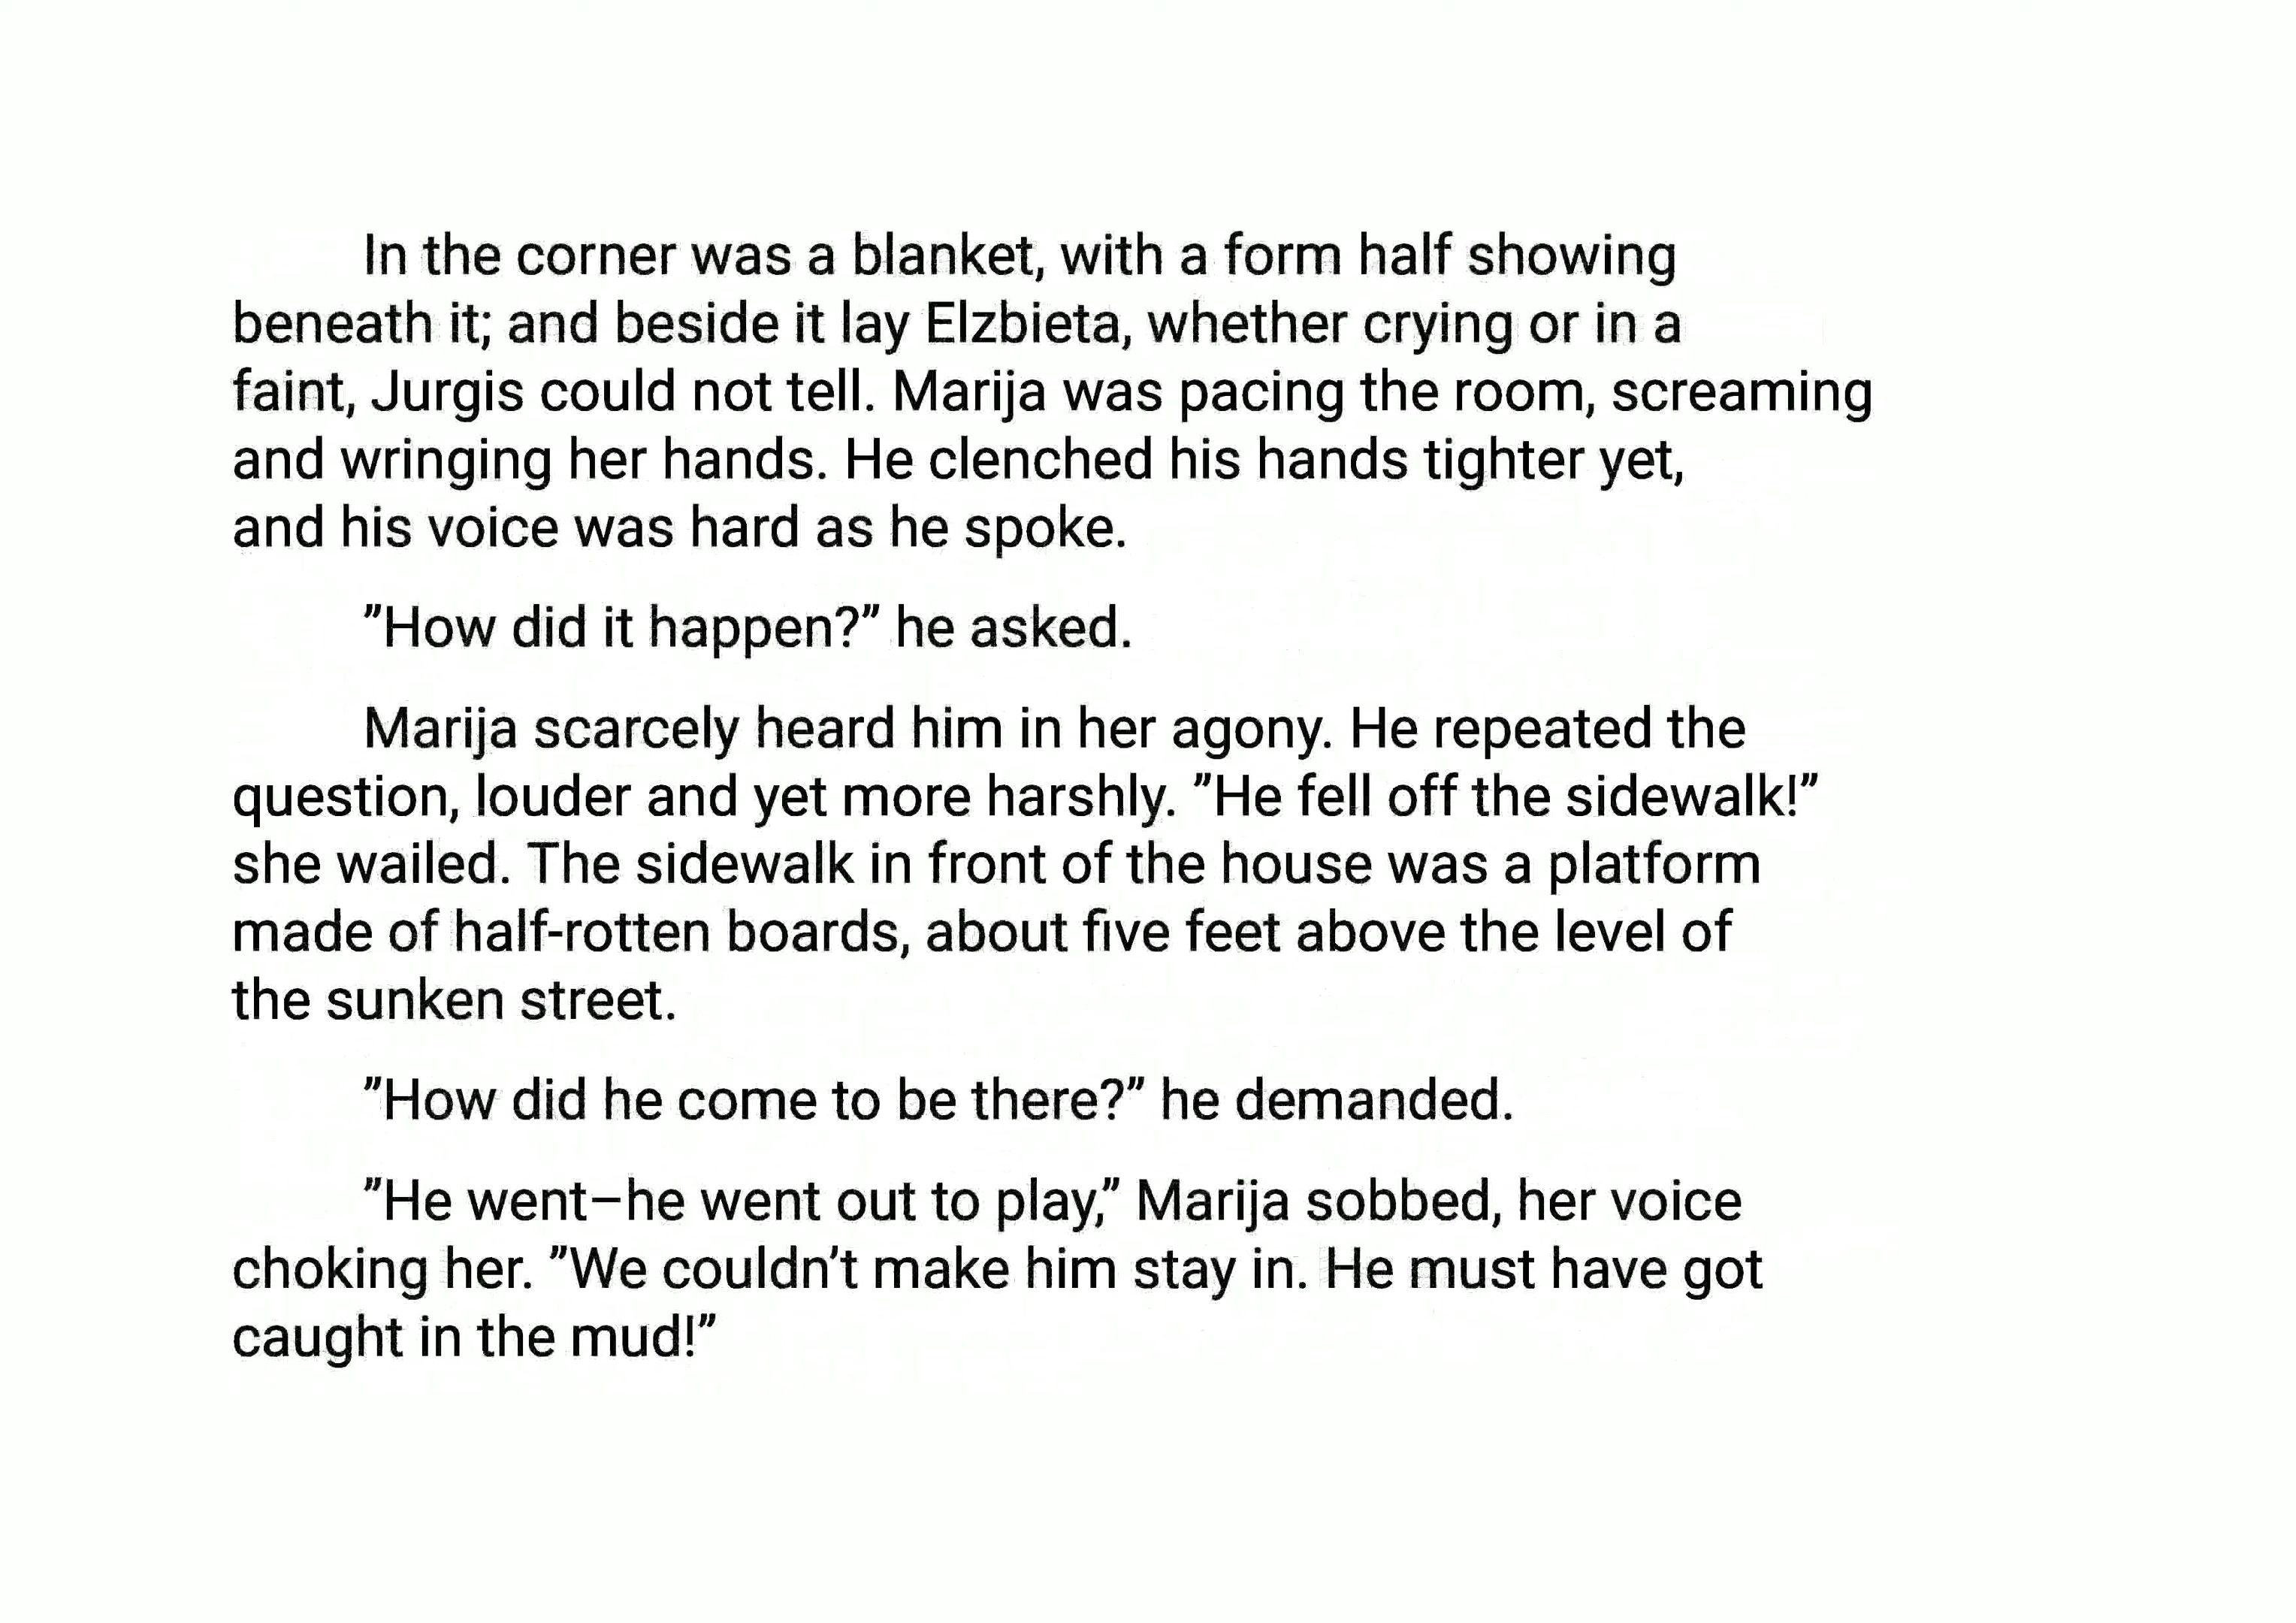 In the corner was a blanket, with a form half showing
beneath it; and beside it lay Elzbieta, whether crying or in a
faint, Jurgis could not tell. Marija was pacing the room, screaming
and wringing her hands. He clenched his hands tighter yet,
and his voice was hard as he spoke.
”How did it happen?” he asked.
Marija scarcely heard him in her agony. He repeated the
question, louder and yet more harshly. ”He fell off the sidewalk!”
she wailed. The sidewalk in front of the house was a platform
made of half-rotten boards, about five feet above the level of
the sunken street.
”How did he come to be there?” he demanded.
”He went–he went out to play,” Marija sobbed, her voice
choking her. ”We couldn’t make him stay in. He must have got
caught in the mud!”